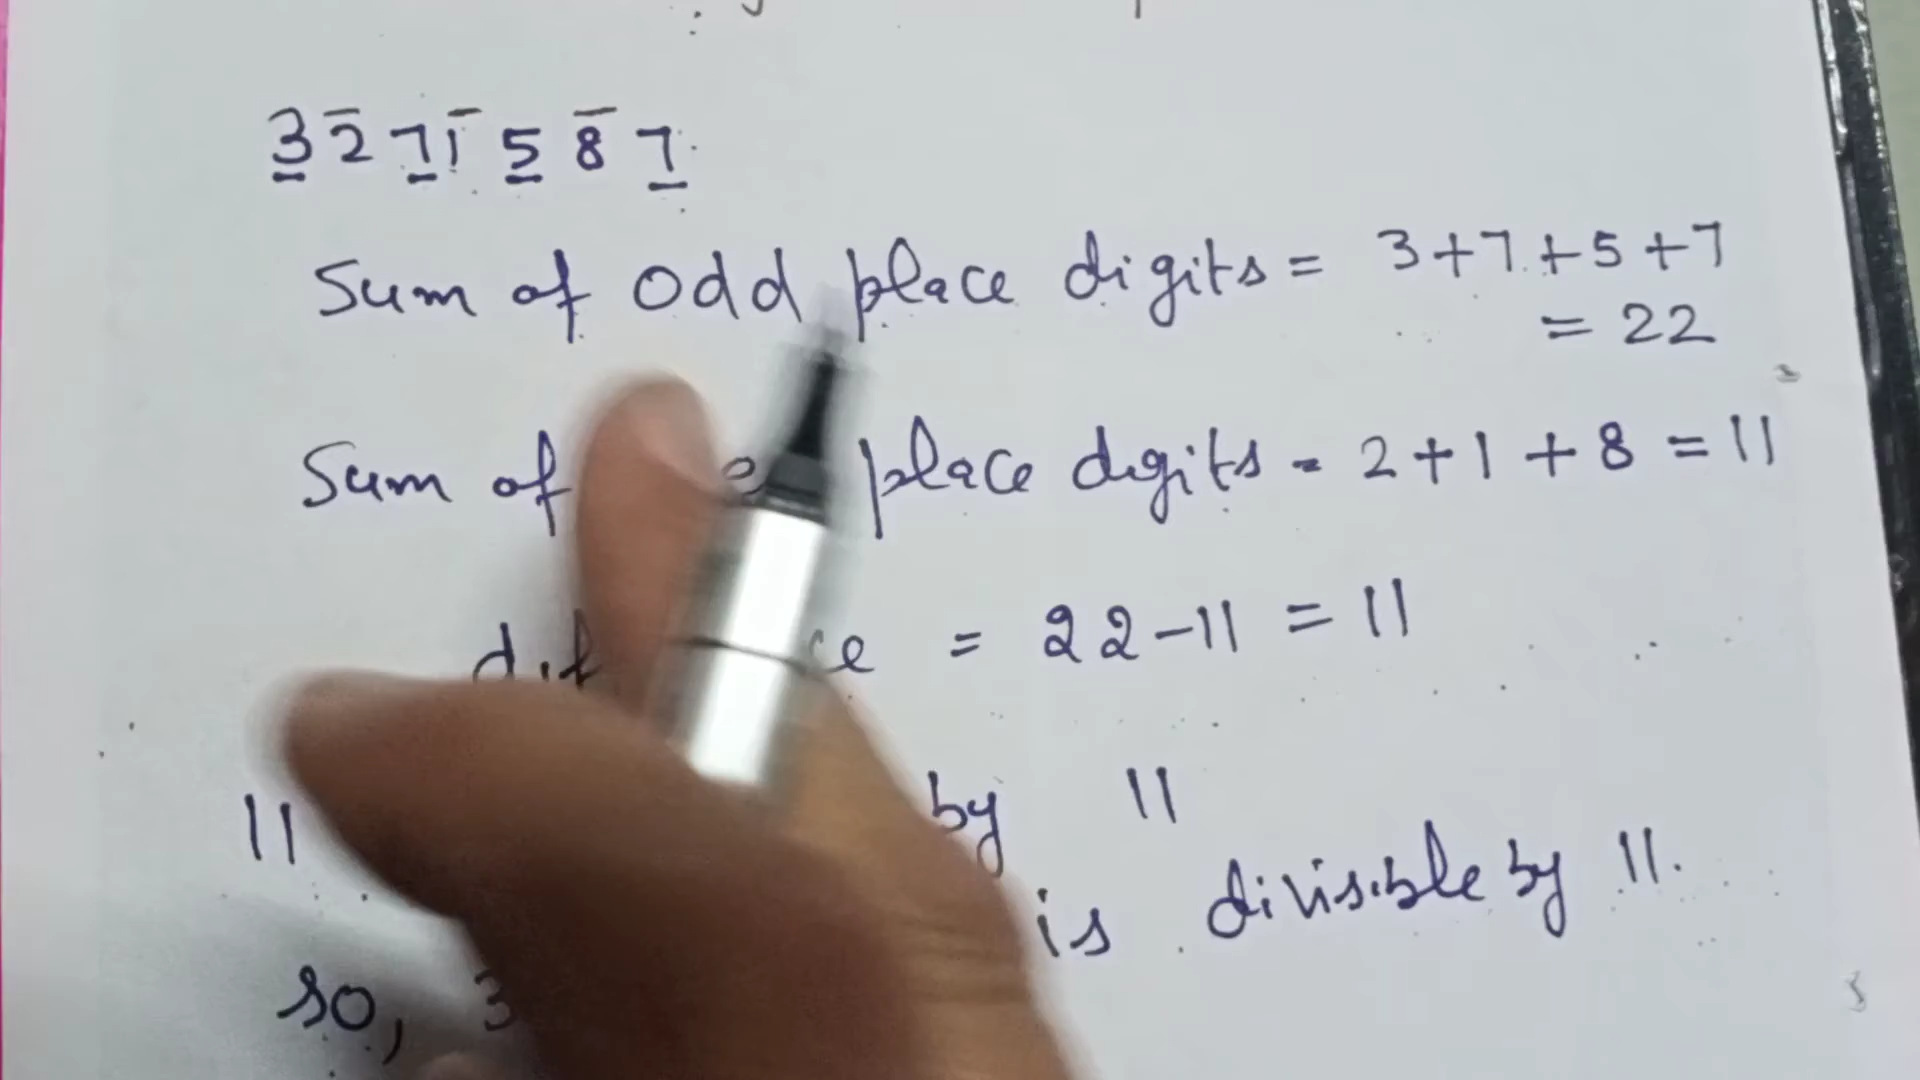 3 2 7 1 5 8 7
Sum of odd place digits = 3+7+5+7
= 22
Sum of place digits = 2+1+8 = 11
= 22-11 = 11
11 by 11
so, 3 is divisible by 11.